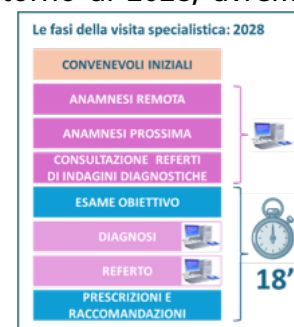 Le fasi della visita specialistica: 2028
CONVENEVOLI INIZIALI
ANAMNESI REMOTA
ANAMNESI PROSSIMA
CONSULTAZIONE REFERTI
DI INDAGINI DIAGNOSTICHE
ESAME OBIETTIVO
DIAGNOSI
REFERTO
18'
PRESCRIZIONI E
RACCOMANDAZIONI